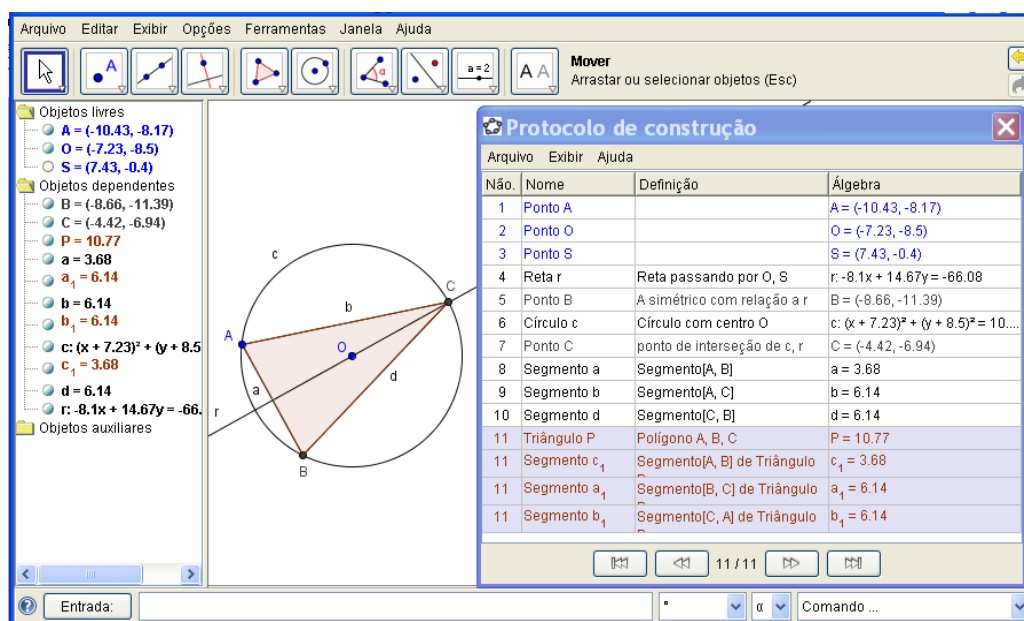 Arquivo Editar Exibir Opções Ferramentas Janela Ajuda
A
α
a = 2
A A
Mover
Arrastar ou selecionar objetos (Esc)
Objetos livres
A = (-10.43, -8.17)
O = (-7.23, -8.5)
S = (7.43, -0.4)
Objetos dependentes
B = (-8.66, -11.39)
C = (-4.42, -6.94)
P = 10.77
a = 3.68
a₁ = 6.14
b = 6.14
b₁ = 6.14
c: (x + 7.23)² + (y + 8.5
c₁ = 3.68
d = 6.14
r: -8.1x + 14.67y = -66.
Objetos auxiliares
c
C
b
A
O
d
a
r
B
Protocolo de construção
Arquivo Exibir Ajuda
Não. Nome Definição Álgebra
1 Ponto A A = (-10.43, -8.17)
2 Ponto O O = (-7.23, -8.5)
3 Ponto S S = (7.43, -0.4)
4 Reta r Reta passando por O, S r: -8.1x + 14.67y = -66.08
5 Ponto B A simétrico com relação a r B = (-8.66, -11.39)
6 Círculo c Círculo com centro O c: (x + 7.23)² + (y + 8.5)² = 10....
7 Ponto C ponto de interseção de c, r C = (-4.42, -6.94)
8 Segmento a Segmento[A, B] a = 3.68
9 Segmento b Segmento[A, C] b = 6.14
10 Segmento d Segmento[C, B] d = 6.14
11 Triângulo P Polígono A, B, C P = 10.77
11 Segmento c₁ Segmento[A, B] de Triângulo c₁ = 3.68
11 Segmento a₁ Segmento[B, C] de Triângulo a₁ = 6.14
11 Segmento b₁ Segmento[C, A] de Triângulo b₁ = 6.14
11 / 11
Entrada: ° α Comando ...